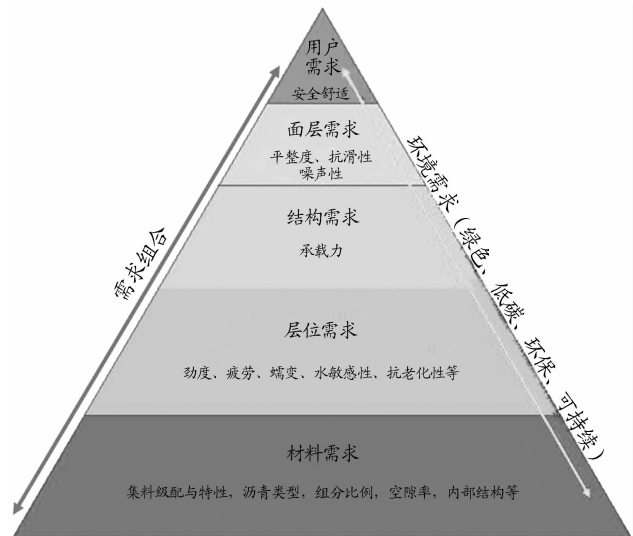 用户
需求
安全舒适
面层需求
平整度、抗滑性
噪声性
结构需求
承载力
层位需求
劲度、疲劳、蠕变、水敏感性、抗老化性等
材料需求
集料级配与特性，沥青类型，组分比例，空隙率，内部结构等
需求组合
环境需求（绿色、低碳、环保、可持续）